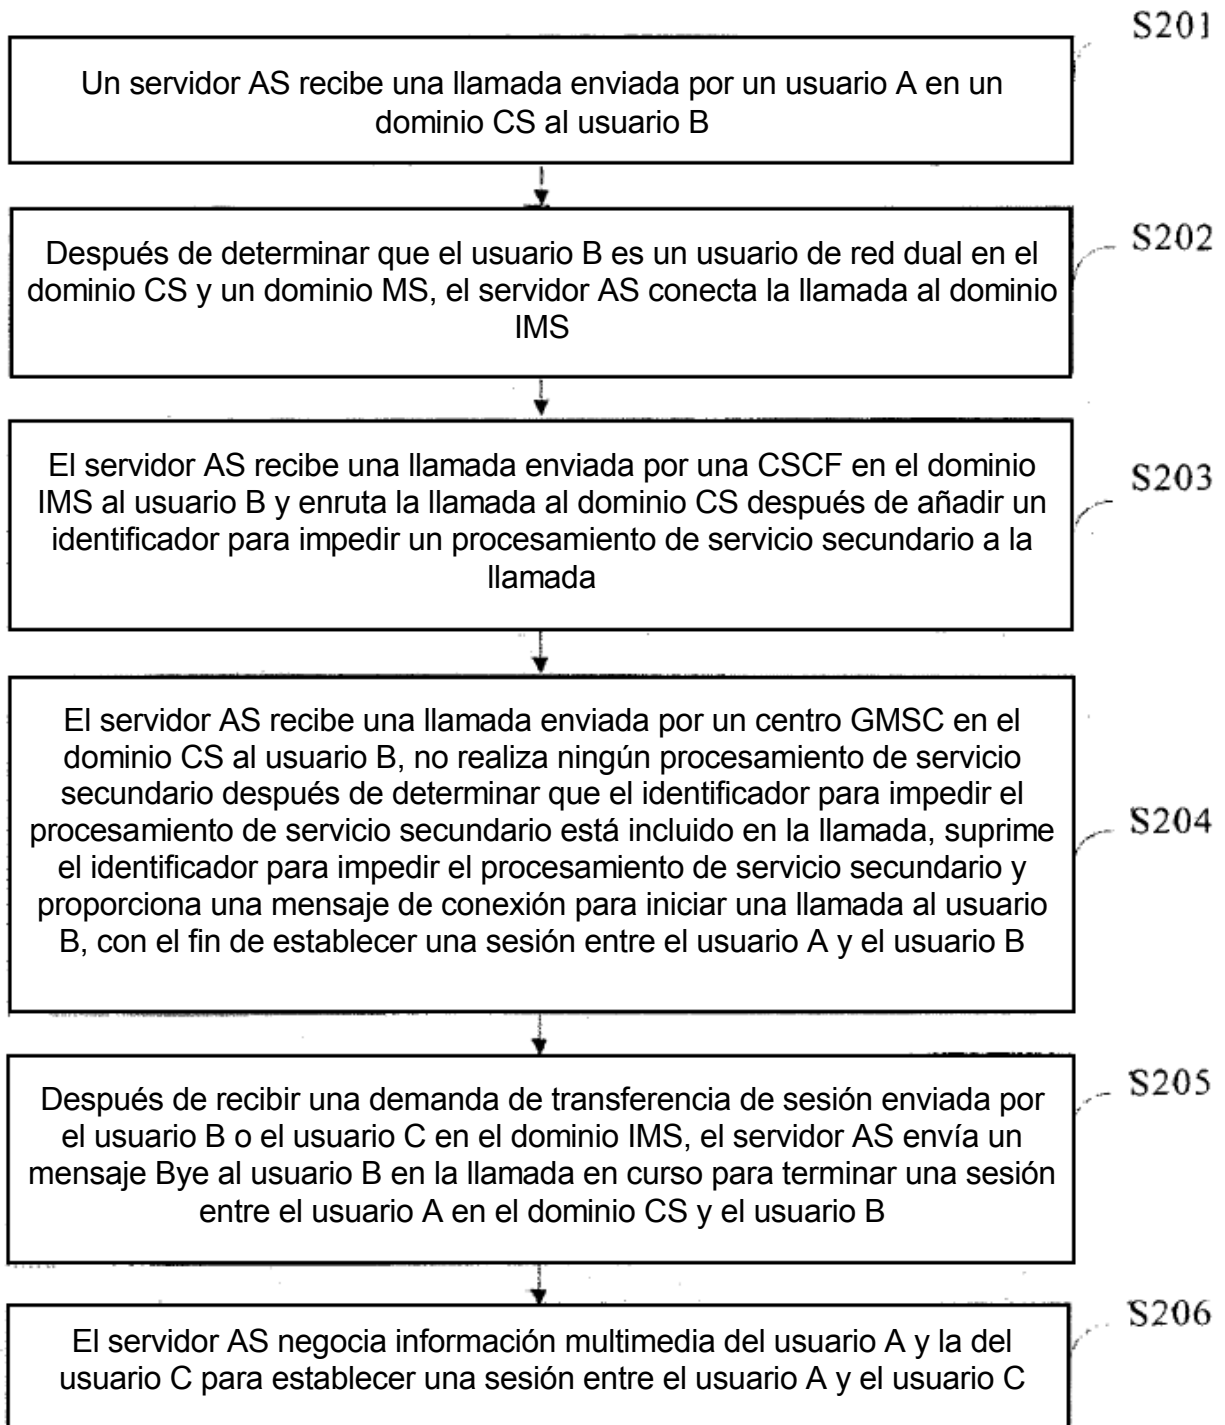 S201
Un servidor AS recibe una llamada enviada por un usuario A en un
dominio CS al usuario B
S202
Después de determinar que el usuario B es un usuario de red dual en el
dominio CS y un dominio MS, el servidor AS conecta la llamada al dominio
IMS
S203
El servidor AS recibe una llamada enviada por una CSCF en el dominio
IMS al usuario B y enruta la llamada al dominio CS después de añadir un
identificador para impedir un procesamiento de servicio secundario a la
llamada
S204
El servidor AS recibe una llamada enviada por un centro GMSC en el
dominio CS al usuario B, no realiza ningún procesamiento de servicio
secundario después de determinar que el identificador para impedir el
procesamiento de servicio secundario está incluido en la llamada, suprime
el identificador para impedir el procesamiento de servicio secundario y
proporciona una mensaje de conexión para iniciar una llamada al usuario
B, con el fin de establecer una sesión entre el usuario A y el usuario B
S205
Después de recibir una demanda de transferencia de sesión enviada por
el usuario B o el usuario C en el dominio IMS, el servidor AS envía un
mensaje Bye al usuario B en la llamada en curso para terminar una sesión
entre el usuario A en el dominio CS y el usuario B
S206
El servidor AS negocia información multimedia del usuario A y la del
usuario C para establecer una sesión entre el usuario A y el usuario C